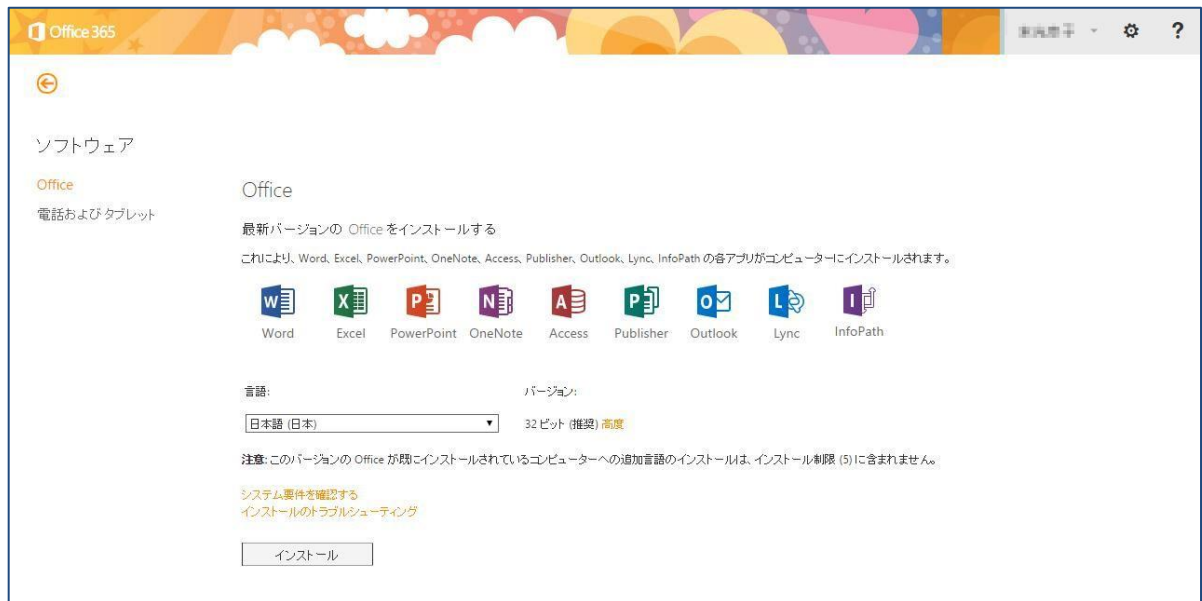 Office 365
?
ソフトウェア
Office
電話および タブレット
Office
最新バージョンの Office をインストールする
これにより、Word、Excel、PowerPoint、OneNote、Access、Publisher、Outlook、Lync、InfoPath の各アプリがコンピューターにインストールされます。
Word Excel PowerPoint OneNote Access Publisher Outlook Lync InfoPath
言語: バージョン:
日本語 (日本) 32 ビット (推奨) 高度
注意: このバージョンの Office が既にインストールされているコンピューターへの追加言語のインストールは、インストール制限 (5) に含まれません。
システム要件を確認する
インストールのトラブルシューティング
インストール